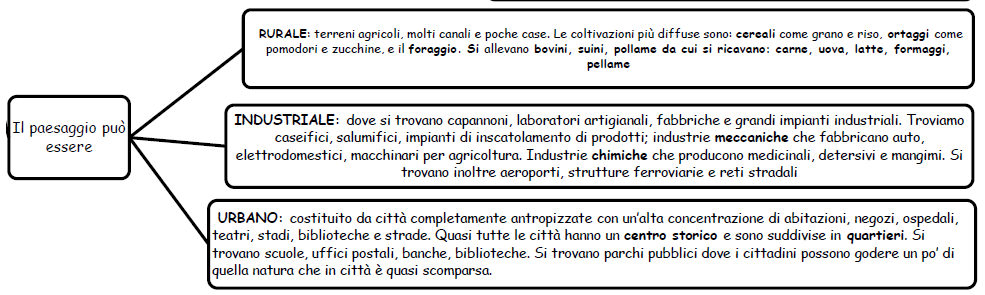 Il paesaggio può
essere
RURALE: terreni agricoli, molti canali e poche case. Le coltivazioni più diffuse sono: cereali come grano e riso, ortaggi come
pomodori e zucchine, e il foraggio. Si allevano bovini, suini, pollame da cui si ricavano: carne, uova, latte, formaggi,
pellame
INDUSTRIALE: dove si trovano capannoni, laboratori artigianali, fabbriche e grandi impianti industriali. Troviamo
caseifici, salumifici, impianti di inscatolamento di prodotti; industrie meccaniche che fabbricano auto,
elettrodomestici, macchinari per agricoltura. Industrie chimiche che producono medicinali, detersivi e mangimi. Si
trovano inoltre aeroporti, strutture ferroviarie e reti stradali
URBANO: costituito da città completamente antropizzate con un'alta concentrazione di abitazioni, negozi, ospedali,
teatri, stadi, biblioteche e strade. Quasi tutte le città hanno un centro storico e sono suddivise in quartieri. Si
trovano scuole, uffici postali, banche, biblioteche. Si trovano parchi pubblici dove i cittadini possono godere un po' di
quella natura che in città è quasi scomparsa.